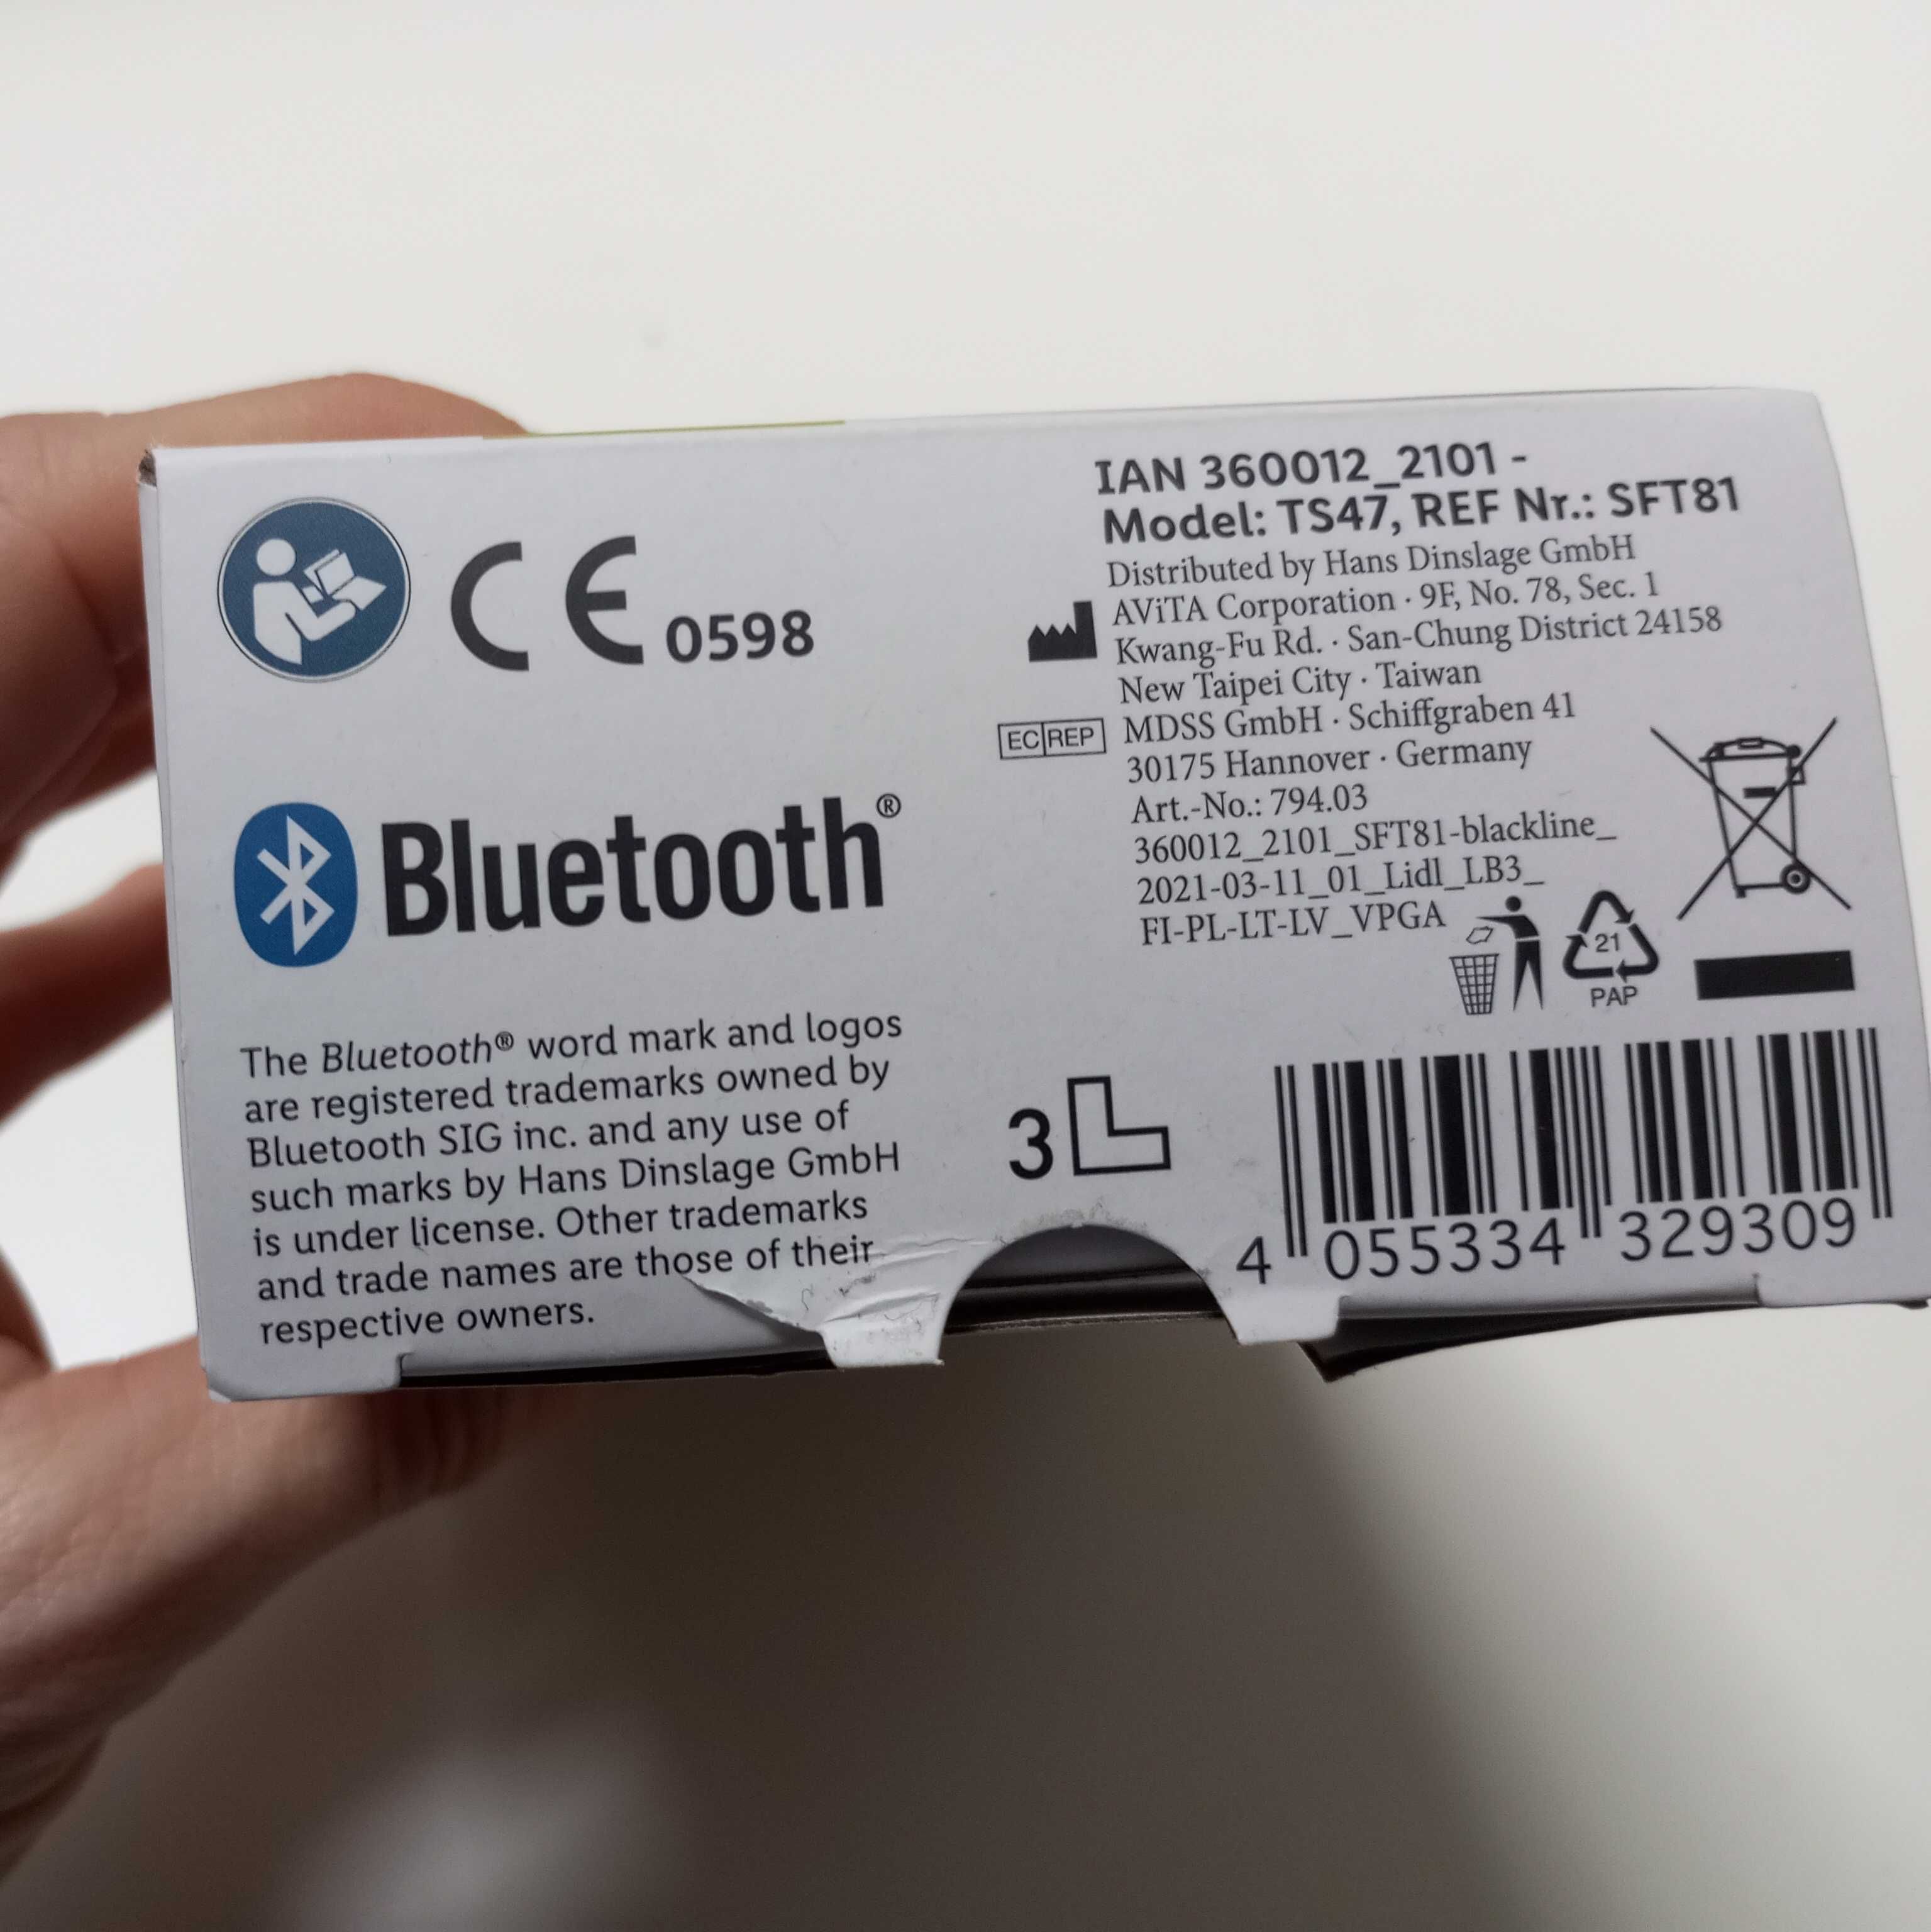 CE 0598
Bluetooth®
The Bluetooth® word mark and logos
are registered trademarks owned by
Bluetooth SIG inc. and any use of
such marks by Hans Dinslage GmbH
is under license. Other trademarks
and trade names are those of their
respective owners.
IAN 360012_2101 -
Model: TS47, REF Nr.: SFT81
Distributed by Hans Dinslage GmbH
AViTA Corporation · 9F, No. 78, Sec. 1
Kwang-Fu Rd. · San-Chung District 24158
New Taipei City · Taiwan
EC REP
MDSS GmbH · Schiffgraben 41
30175 Hannover · Germany
Art.-No.: 794.03
360012_2101_SFT81-blackline_
2021-03-11_01_Lidl_LB3_
FI-PL-LT-LV_VPGA
21
PAP
3
4 055334 329309